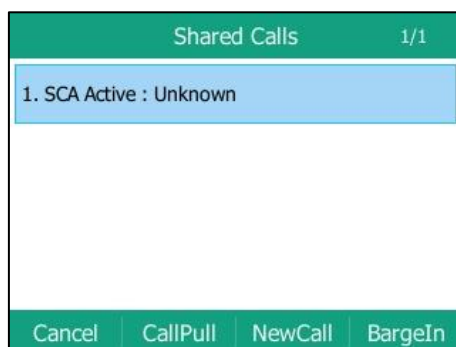 Shared Calls 1/1
1. SCA Active : Unknown
Cancel CallPull NewCall BargeIn